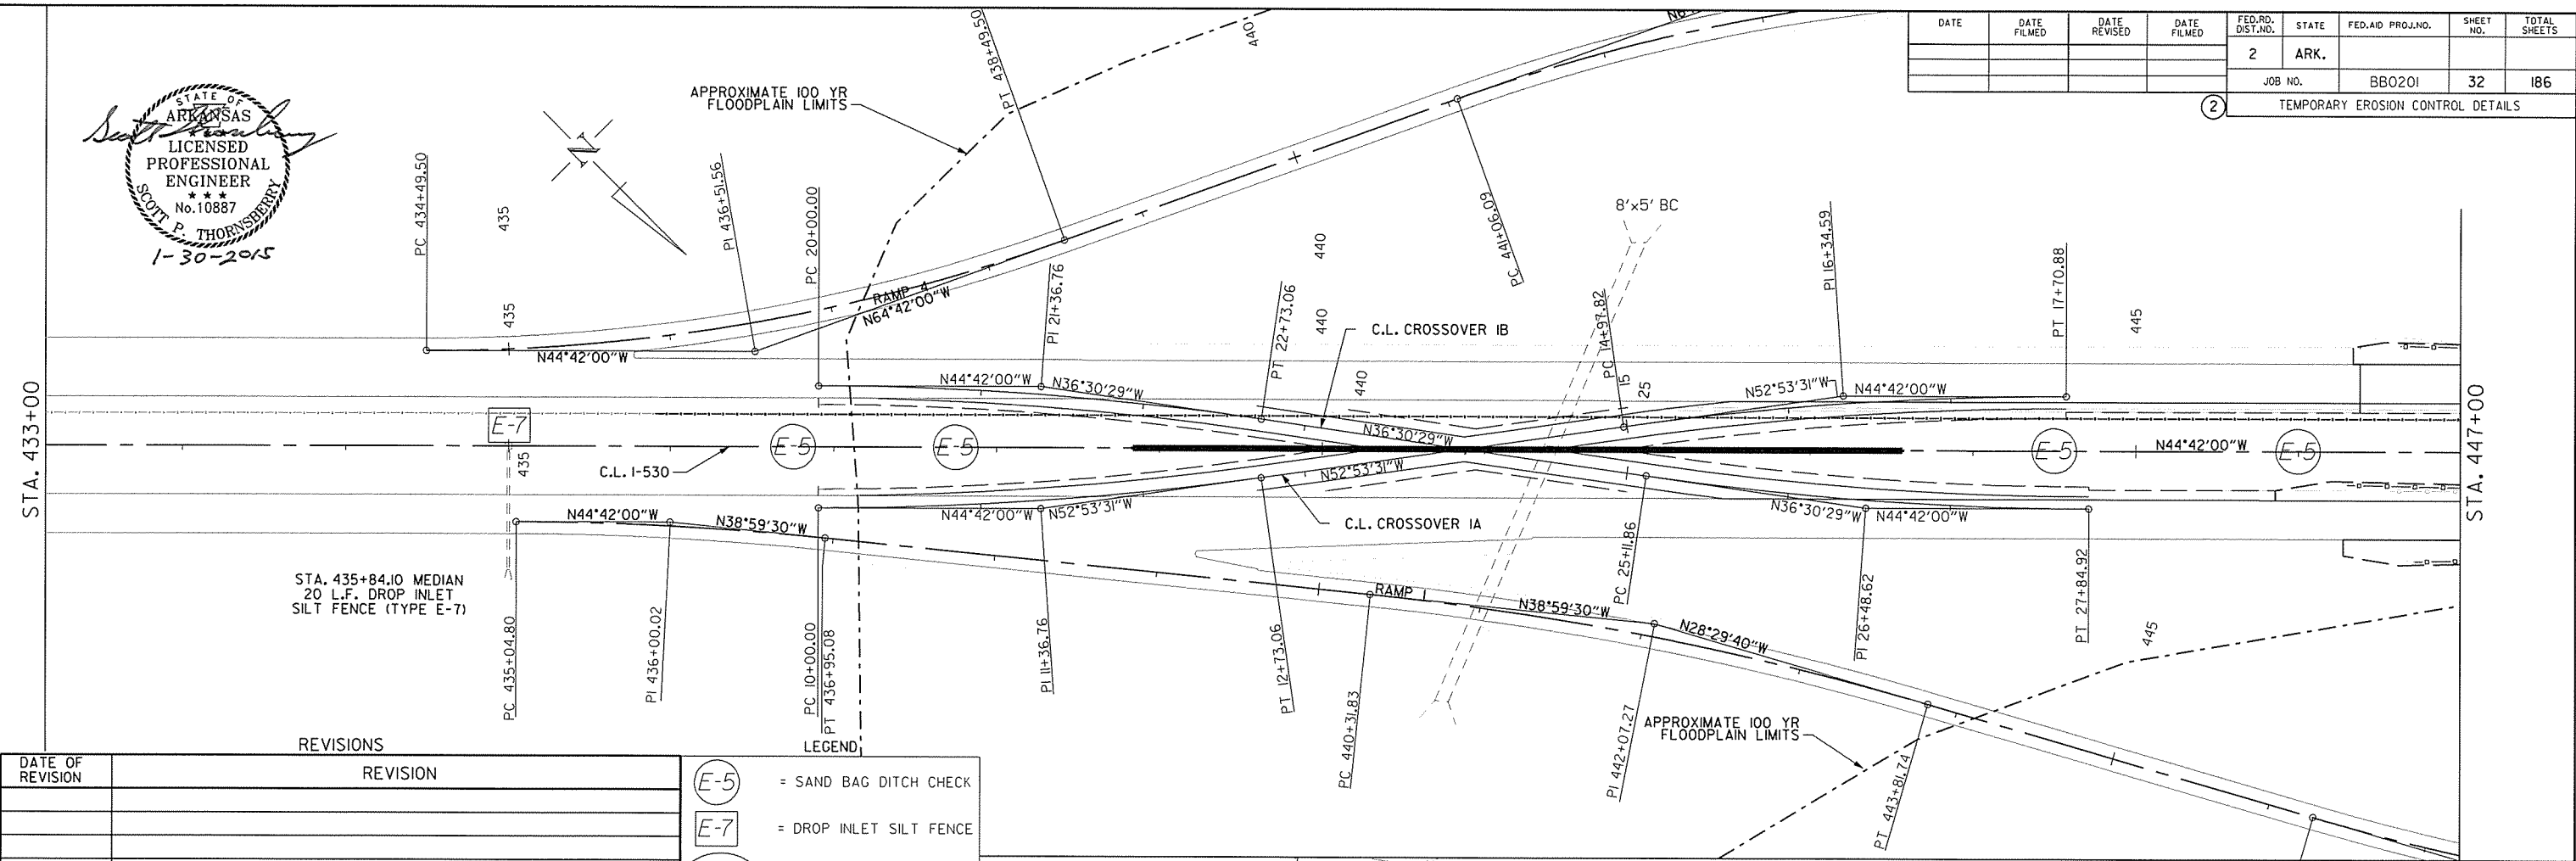 DATE
DATE FILMED
DATE REVISED
DATE FILMED
FED.RD. DIST.NO.
STATE
FED.AID PROJ.NO.
SHEET NO.
TOTAL SHEETS
2
ARK.
JOB NO.
BB0201
32
186
2
TEMPORARY EROSION CONTROL DETAILS
STATE OF
ARKANSAS
LICENSED
PROFESSIONAL
ENGINEER
No.10887
SCOTT P. THORNSBERRY
1-30-2015
APPROXIMATE 100 YR
FLOODPLAIN LIMITS
PT 438+49.50
440
PC 434+49.50
435
435
PI 436+51.56
PC 20+00.00
RAMP 4
N64°42'00"W
N44°42'00"W
PI 21+36.76
PT 22+73.06
440
440
440
C.L. CROSSOVER 1B
PC 441+06.09
8'x5' BC
PC 14+97.82
15
25
PI 16+34.59
PT 17+70.88
445
STA. 433+00
N44°42'00"W
N36°30'29"W
N36°30'29"W
N52°53'31"W
N44°42'00"W
E-7
435
C.L. I-530
E-5
E-5
E-5
N44°42'00"W
E-5
STA. 447+00
N52°53'31"W
C.L. CROSSOVER 1A
N44°42'00"W
N38°59'30"W
N44°42'00"W
N52°53'31"W
N36°30'29"W
N44°42'00"W
STA. 435+84.10 MEDIAN
20 L.F. DROP INLET
SILT FENCE (TYPE E-7)
PC 435+04.80
PI 436+00.02
PC 10+00.00
PT 436+95.08
PI 11+36.76
PT 12+73.06
PC 440+31.83
RAMP 1
N38°59'30"W
PC 25+11.86
N28°29'40"W
PI 442+07.27
PI 26+48.62
PT 27+84.92
445
APPROXIMATE 100 YR
FLOODPLAIN LIMITS
PT 443+81.74
REVISIONS
DATE OF REVISION
REVISION
LEGEND
E-5 = SAND BAG DITCH CHECK
E-7 = DROP INLET SILT FENCE